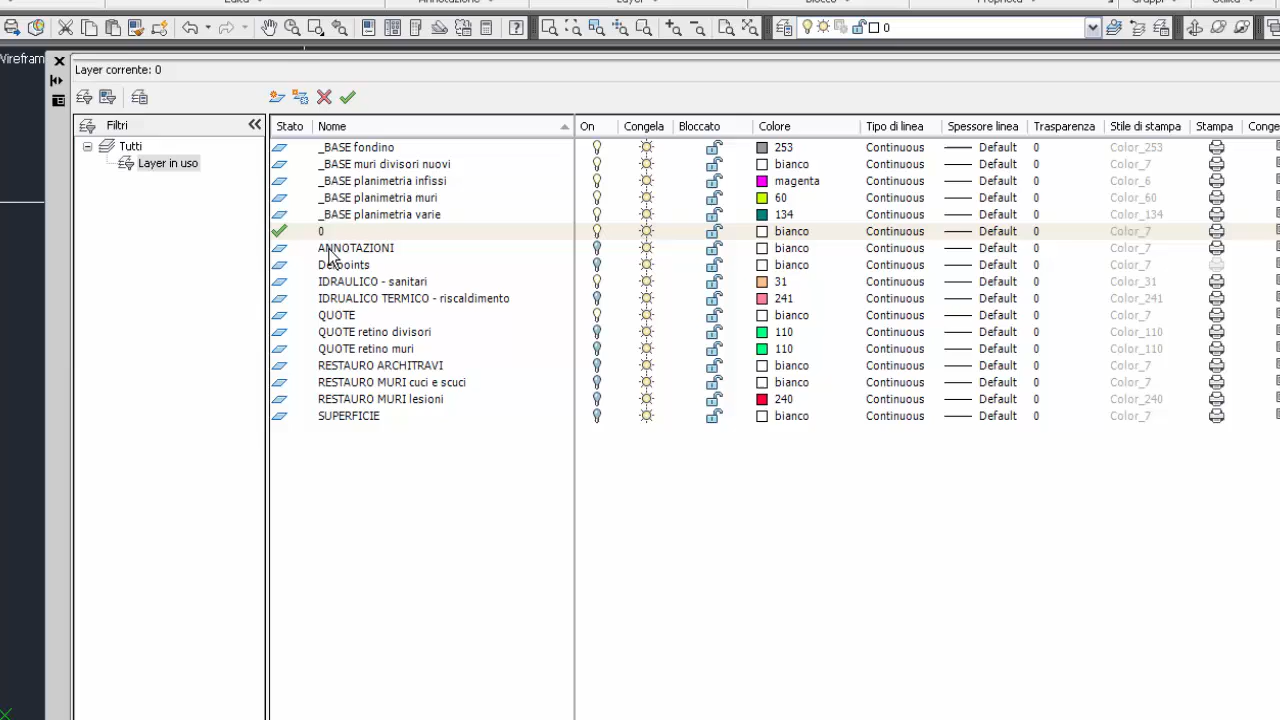 0
Wirefram
Layer corrente: 0
Filtri
Tutti
Layer in uso
Stato Nome On Congela Bloccato Colore Tipo di linea Spessore linea Trasparenza Stile di stampa Stampa Conge
_BASE fondino 253 Continuous Default 0 Color_253
_BASE muri divisori nuovi bianco Continuous Default 0 Color_7
_BASE planimetria infissi magenta Continuous Default 0 Color_6
_BASE planimetria muri 60 Continuous Default 0 Color_60
_BASE planimetria varie 134 Continuous Default 0 Color_134
0 bianco Continuous Default 0 Color_7
ANNOTAZIONI bianco Continuous Default 0 Color_7
Defpoints bianco Continuous Default 0 Color_7
IDRAULICO - sanitari 31 Continuous Default 0 Color_31
IDRUALICO TERMICO - riscaldimento 241 Continuous Default 0 Color_241
QUOTE bianco Continuous Default 0 Color_7
QUOTE retino divisori 110 Continuous Default 0 Color_110
QUOTE retino muri 110 Continuous Default 0 Color_110
RESTAURO ARCHITRAVI bianco Continuous Default 0 Color_7
RESTAURO MURI cuci e scuci bianco Continuous Default 0 Color_7
RESTAURO MURI lesioni 240 Continuous Default 0 Color_240
SUPERFICIE bianco Continuous Default 0 Color_7